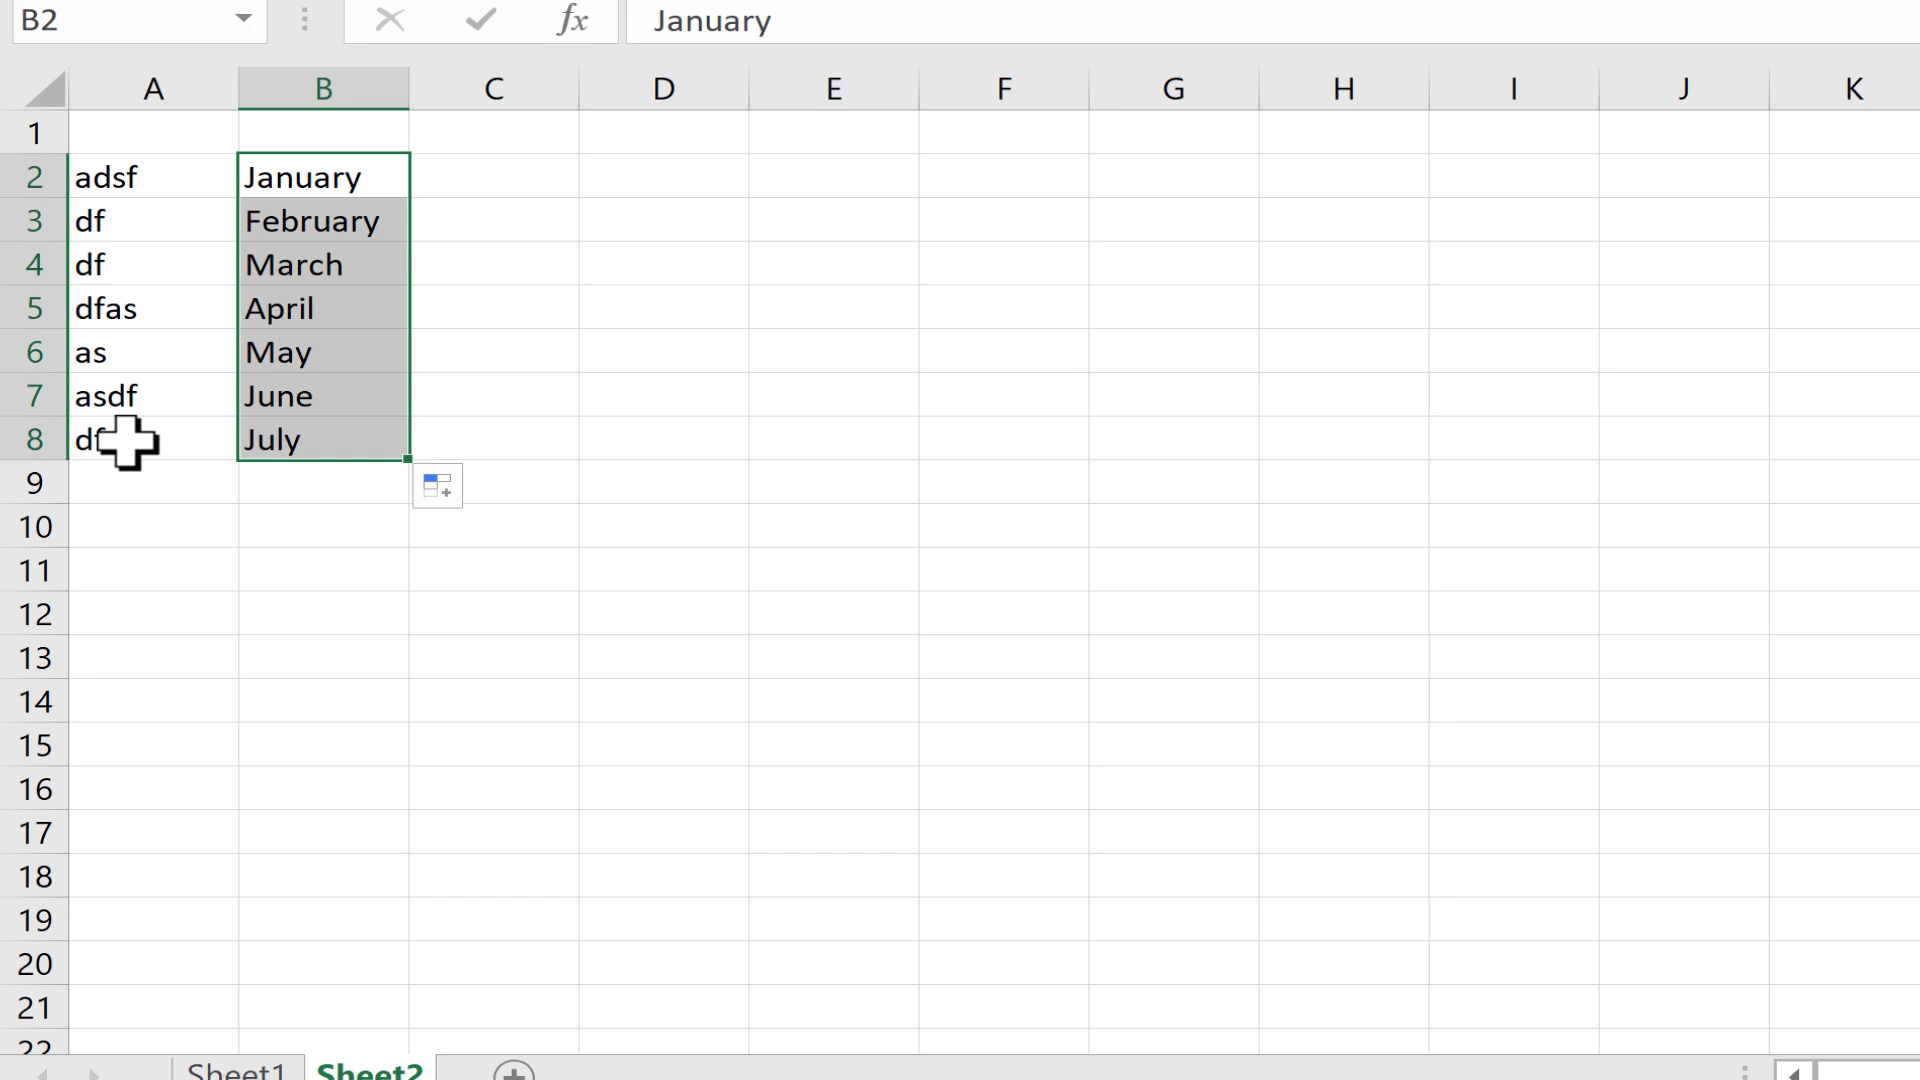 B2 fx January
A B C D E F G H I J K
1
2 adsf January
3 df February
4 df March
5 dfas April
6 as May
7 asdf June
8 July
9
10
11
12
13
14
15
16
17
18
19
20
21
22
Sheet1 Sheet2